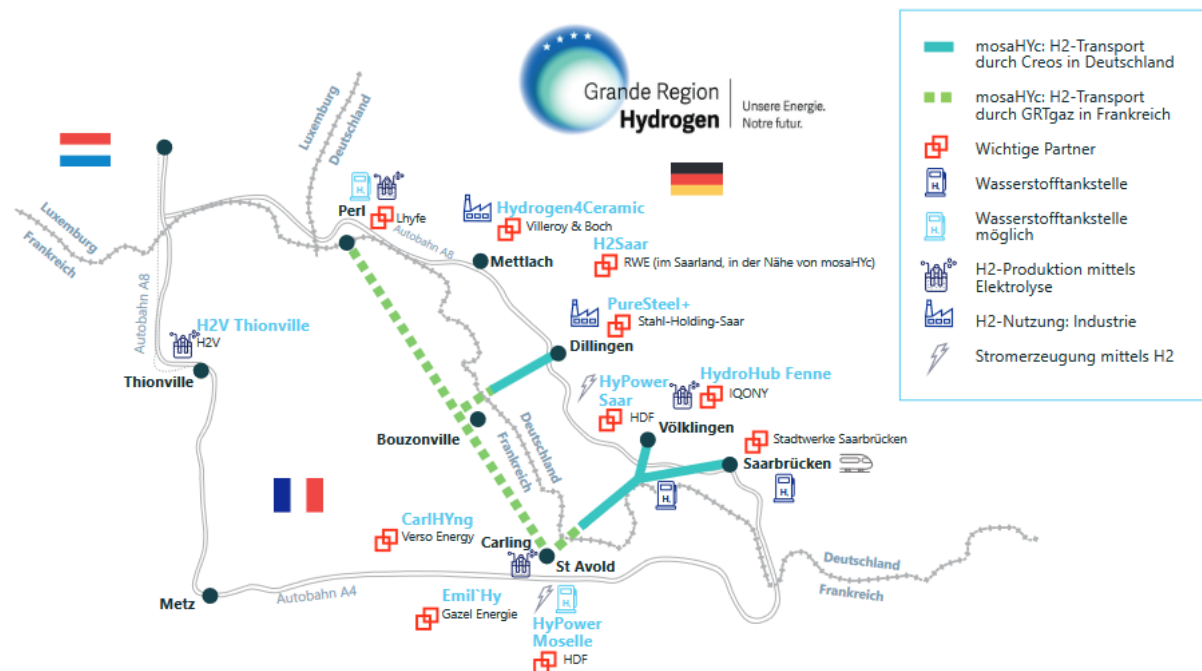 Grande Region
Hydrogen
Unsere Energie.
Notre futur.
mosaHYc: H2-Transport
durch Creos in Deutschland
mosaHYc: H2-Transport
durch GRTgaz in Frankreich
Wichtige Partner
Wasserstofftankstelle
Wasserstofftankstelle
möglich
H2-Produktion mittels
Elektrolyse
H2-Nutzung: Industrie
Stromerzeugung mittels H2
Luxemburg
Deutschland
Luxemburg
Frankreich
Perl
Lhyfe
Autobahn A8
Hydrogen4Ceramic
Villeroy & Boch
Mettlach
H2Saar
RWE (im Saarland, in der Nähe von mosaHYc)
PureSteel+
Stahl-Holding-Saar
Dillingen
Autobahn A8
H2V Thionville
H2V
Thionville
HyPower
Saar
HDF
HydroHub Fenne
IQONY
Völklingen
Bouzonville
Deutschland
Frankreich
Stadtwerke Saarbrücken
Saarbrücken
CarlHYng
Verso Energy
Carling
St Avold
Deutschland
Frankreich
Metz
Autobahn A4
Emil`Hy
Gazel Energie
HyPower
Moselle
HDF